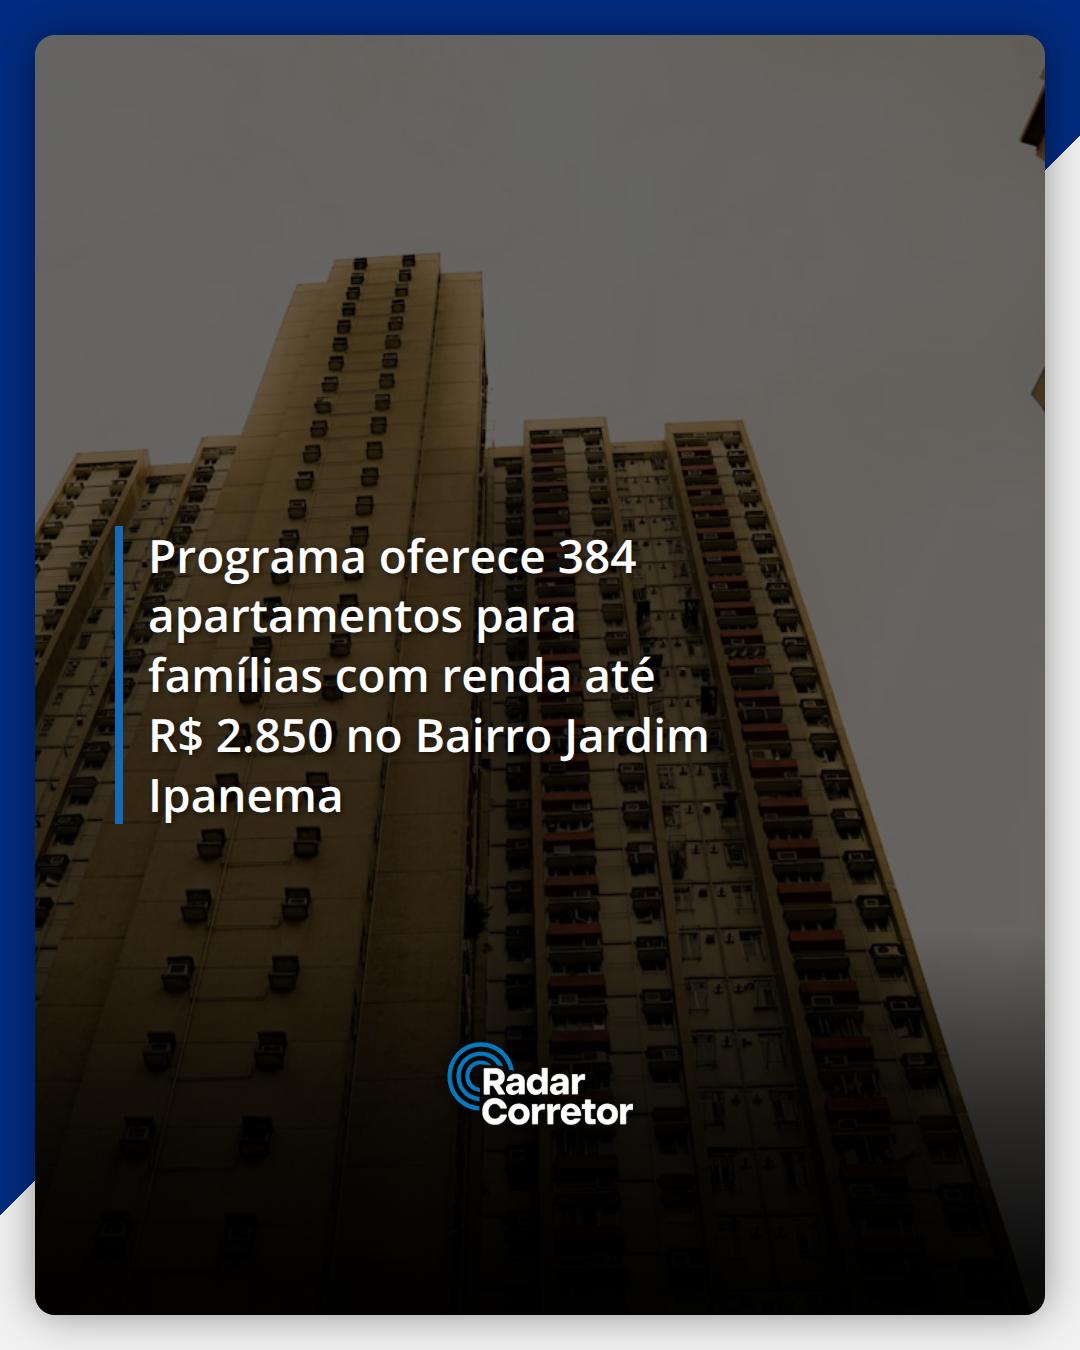 Programa oferece 384
apartamentos para
famílias com renda até
R$ 2.850 no Bairro Jardim
Ipanema
Radar
Corretor